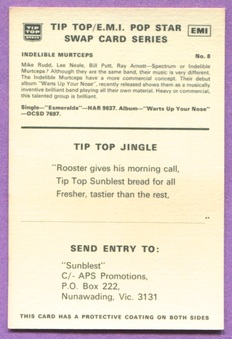 TIP TOP
TIP TOP/E.M.I. POP STAR
SWAP CARD SERIES
EMI
INDELIBLE MURTCEPS
No. 8
Mike Rudd, Lee Neale, Bill Putt, Ray Arnott—Spectrum or Indelible
Murtceps? Although they are the same band, their music is very different.
The Indelible Murtceps have a more commercial concept. Their debut
album "Warts Up Your Nose", recently released shows them as a musically
inventive brilliant band playing all their own material. Heavy or commercial,
this talented group is brilliant.
Single—"Esmeralda"—HAR 9837. Album—"Warts Up Your Nose"
—OCSD 7697.
TIP TOP JINGLE
"Rooster gives his morning call,
Tip Top Sunblest bread for all
Fresher, tastier than the rest,
"
SEND ENTRY TO:
"Sunblest"
C/- APS Promotions,
P.O. Box 222,
Nunawading, Vic. 3131
THIS CARD HAS A PROTECTIVE COATING ON BOTH SIDES